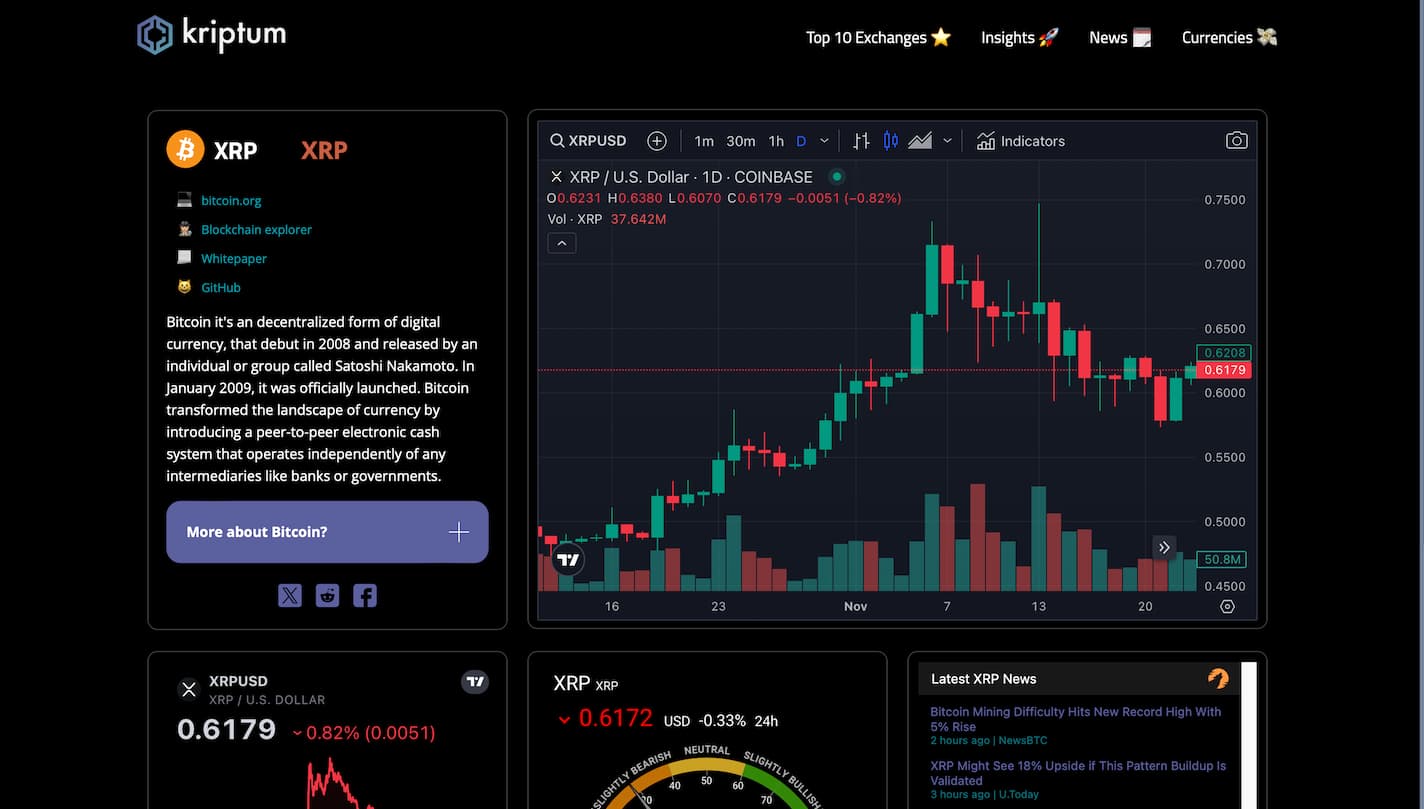 kriptum
Top 10 Exchanges ⭐ Insights 🚀 News 🗒️ Currencies 💸
XRP XRP
bitcoin.org
Blockchain explorer
Whitepaper
GitHub
Bitcoin it's an decentralized form of digital
currency, that debut in 2008 and released by an
individual or group called Satoshi Nakamoto. In
January 2009, it was officially launched. Bitcoin
transformed the landscape of currency by
introducing a peer-to-peer electronic cash
system that operates independently of any
intermediaries like banks or governments.
More about Bitcoin?
XRPUSD 1m 30m 1h D Indicators
XRP / U.S. Dollar · 1D · COINBASE
O0.6231 H0.6380 L0.6070 C0.6179 −0.0051 (−0.82%)
Vol · XRP 37.642M
0.7500
0.7000
0.6500
0.6208
0.6179
0.6000
0.5500
0.5000
50.8M
0.4500
16 23 Nov 7 13 20
XRPUSD
XRP / U.S. DOLLAR
0.6179 0.82% (0.0051)
XRP XRP
0.6172 USD -0.33% 24h
SLIGHTLY BEARISH NEUTRAL SLIGHTLY BULLISH
40 50 60 70
Latest XRP News
Bitcoin Mining Difficulty Hits New Record High With
5% Rise
2 hours ago | NewsBTC
XRP Might See 18% Upside if This Pattern Buildup Is
Validated
3 hours ago | U.Today